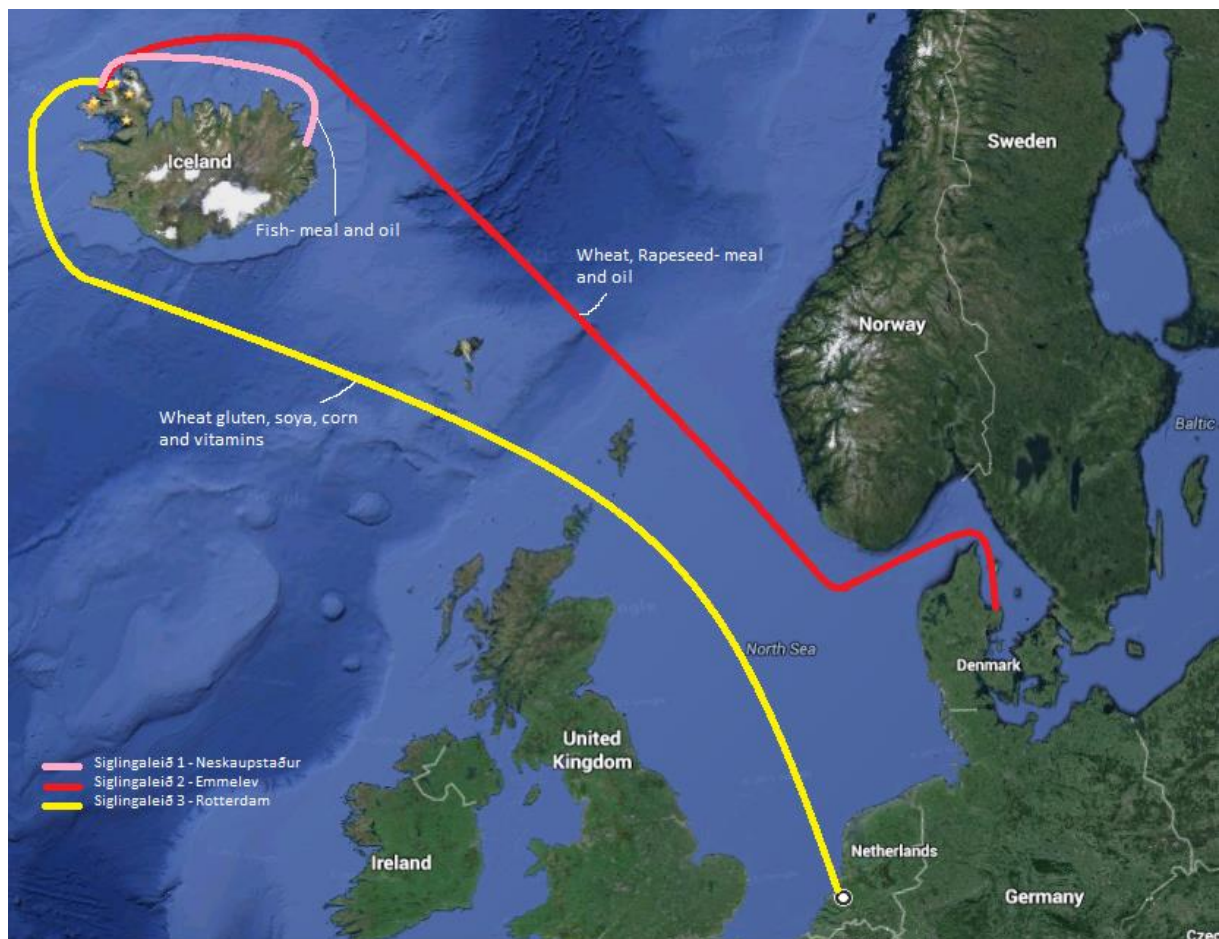 Sweden
Iceland
Fish- meal and oil
Wheat, Rapeseed- meal
and oil
Norway
Wheat gluten, soya, corn
and vitamins
Baltic
North Sea
Denmark
United
Kingdom
Siglingaleið 1 - Neskaupstaður
Siglingaleið 2 - Emmelev
Siglingaleið 3 - Rotterdam
Ireland
Netherlands
Germany
Czec